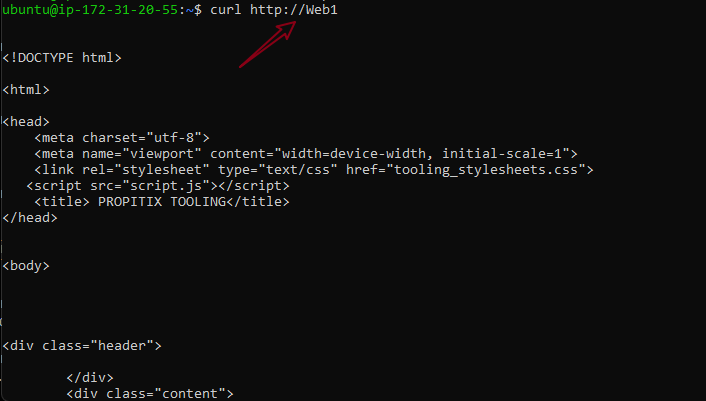 ubuntu@ip-172-31-20-55:~$ curl http://Web1
<!DOCTYPE html>
<html>
<head>
    <meta charset="utf-8">
    <meta name="viewport" content="width=device-width, initial-scale=1">
    <link rel="stylesheet" type="text/css" href="tooling_stylesheets.css">
   <script src="script.js"></script>
    <title> PROPITIX TOOLING</title>
</head>
<body>
<div class="header">
        </div>
        <div class="content">